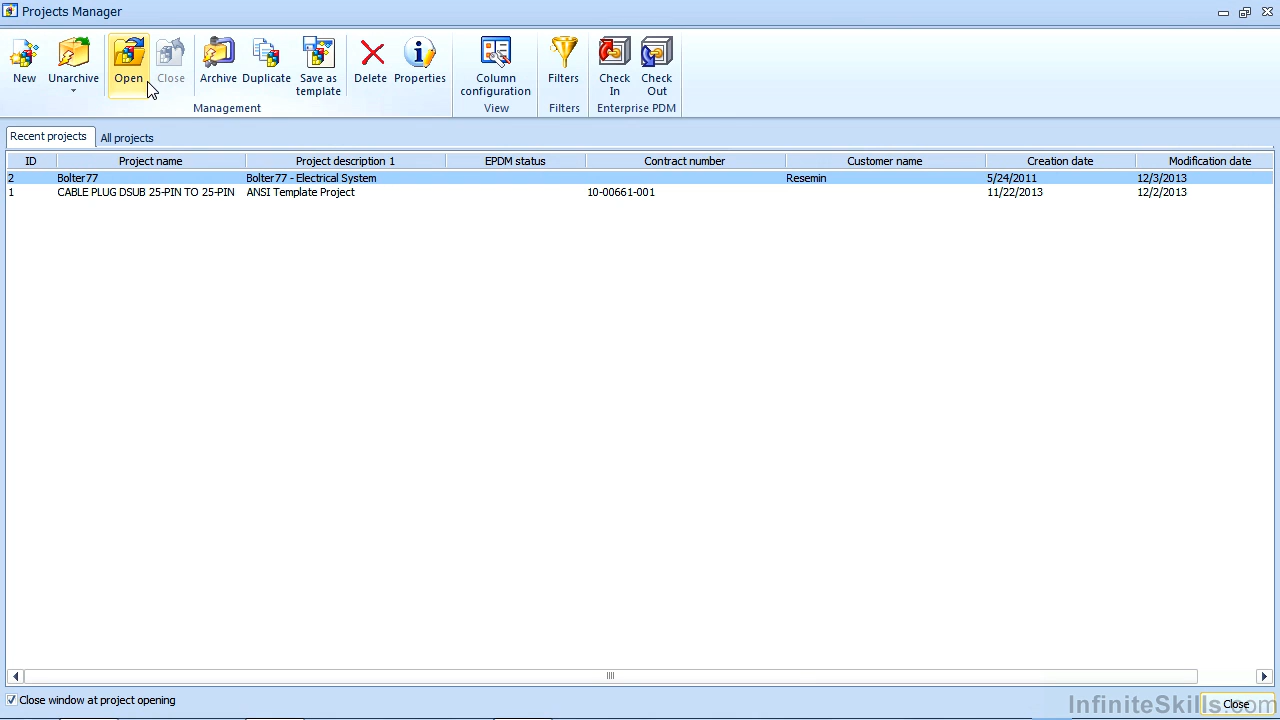 Projects Manager
New Unarchive Open Close Archive Duplicate Save as template Delete Properties Column configuration Filters Check In Check Out
Management View Filters Enterprise PDM
Recent projects All projects
ID Project name Project description 1 EPDM status Contract number Customer name Creation date Modification date
2 Bolter77 Bolter77 - Electrical System Resemin 5/24/2011 12/3/2013
1 CABLE PLUG DSUB 25-PIN TO 25-PIN ANSI Template Project 10-00661-001 11/22/2013 12/2/2013
Close window at project opening
InfiniteSkills.com
Close